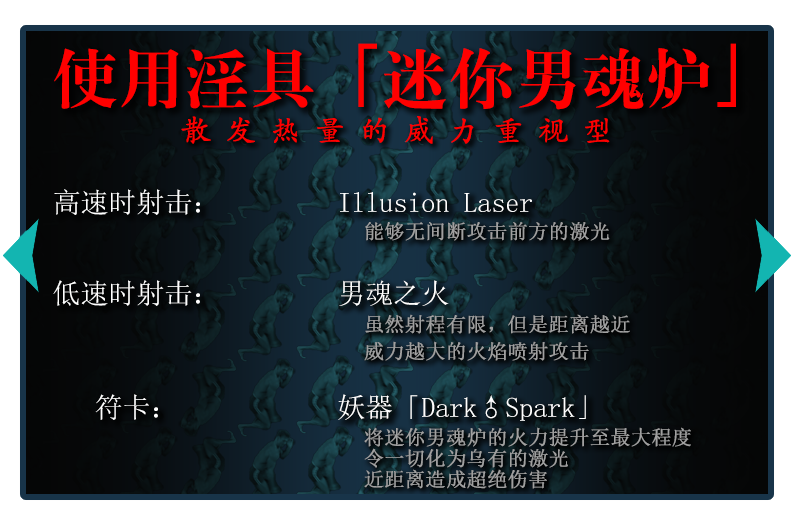 使用淫具「迷你男魂炉」
散发热量的威力重视型
高速时射击： Illusion Laser
能够无间断攻击前方的激光
低速时射击： 男魂之火
虽然射程有限，但是距离越近
威力越大的火焰喷射攻击
符卡： 妖器「Dark♂Spark」
将迷你男魂炉的火力提升至最大程度
令一切化为乌有的激光
近距离造成超绝伤害